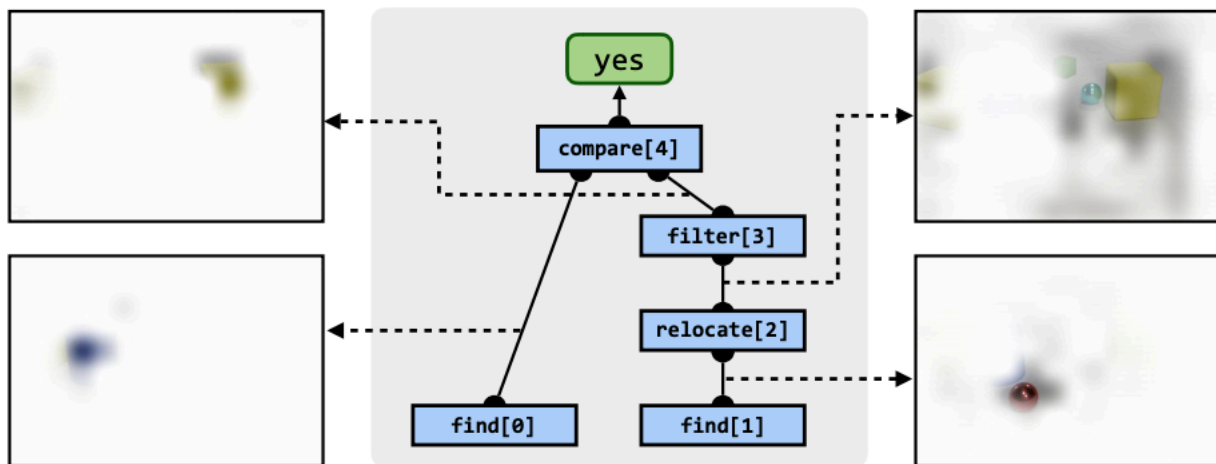 yes
compare[4]
filter[3]
relocate[2]
find[0]
find[1]